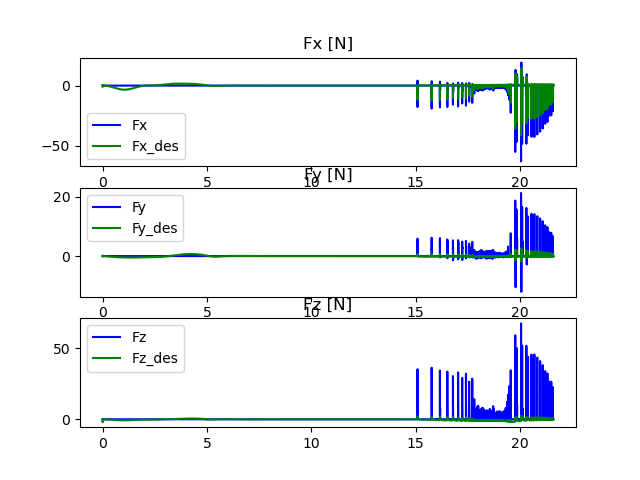 Fx [N]
0
−50
Fx
Fx_des
0 5 10 15 20
Fy [N]
20
0
Fy
Fy_des
0 5 10 15 20
Fz [N]
50
0
Fz
Fz_des
0 5 10 15 20